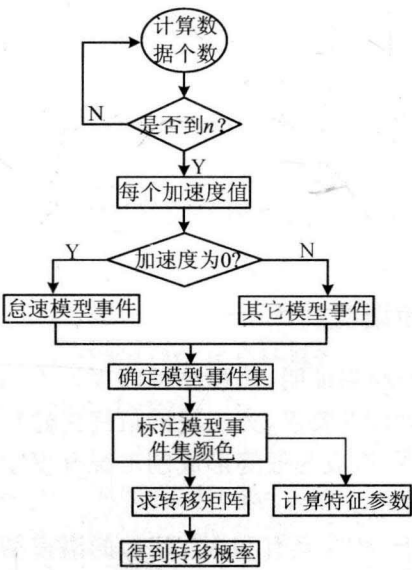 计算数
据个数
N
是否到n?
Y
每个加速度值
Y
加速度为0?
N
怠速模型事件
其它模型事件
确定模型事件集
标注模型事
件集颜色
求转移矩阵
计算特征参数
得到转移概率